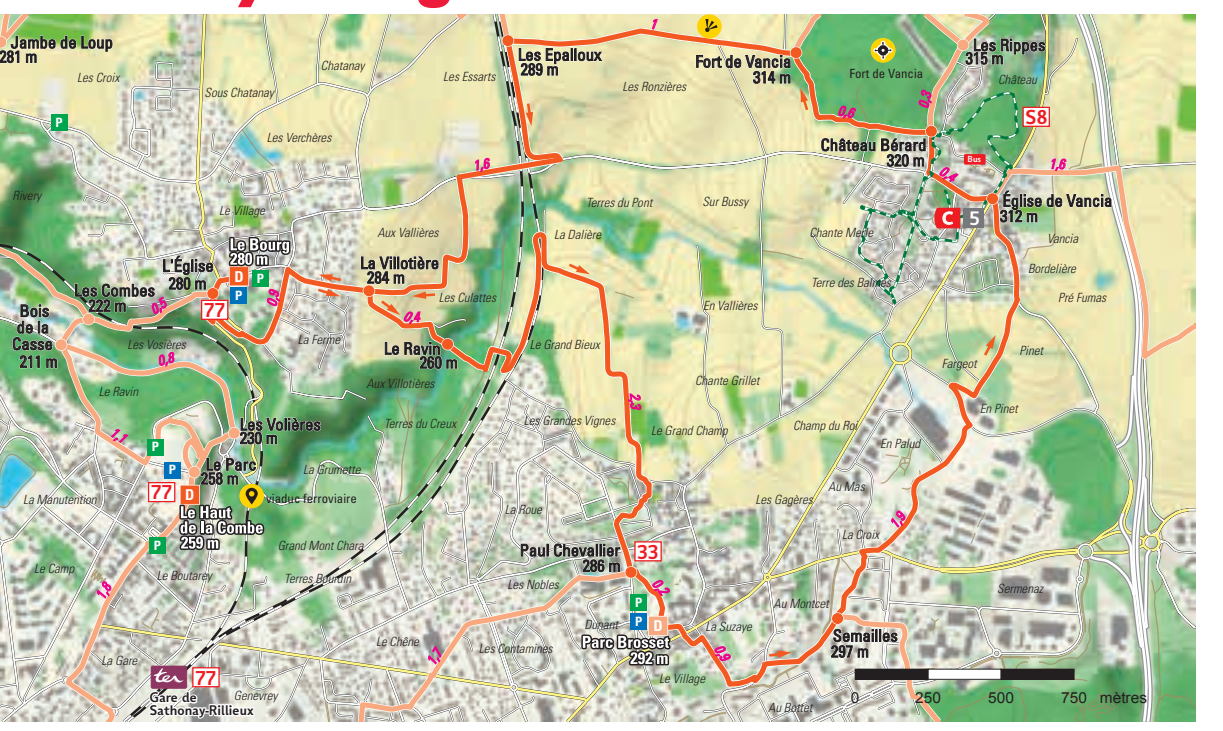 Jambe de Loup
281 m
Les Croix
Chatanay
Sous Chatanay
Les Essarts
Les Epalloux
289 m
1
Les Ronzières
Fort de Vancia
314 m
Fort de Vancia
Les Rippes
315 m
Château
0,3
0,6
S8
P
Les Verchères
Château Bérard
320 m
Bus
1,6
1,6
0,4
Rivery
Le Village
Terres du Pont
Sur Bussy
Église de Vancia
312 m
C 5
Chante Merle
Vancia
Aux Vallières
La Dalière
Bordelière
Le Bourg
280 m
L'Église
280 m
D
P
P
77
La Villotière
284 m
Les Culattes
Terre des Balmes
Pré Fumas
Les Combes
222 m
0,5
0,9
En Vallières
Bois
de la
Casse
211 m
Les Vosières
La Ferme
0,4
Le Ravin
260 m
Le Grand Bieux
0,8
Fargeot
Pinet
Le Ravin
Aux Villotières
Chante Grillet
2,3
En Pinet
1,1
Les Volières
230 m
Terres du Creux
Les Grandes Vignes
Le Grand Champ
Champ du Roi
En Palud
P
P
Le Parc
258 m
La Grumette
77
D
viaduc ferroviaire
La Manutention
Le Haut
de la Combe
259 m
La Roue
Les Gagères
Au Mas
1,9
La Croix
P
Grand Mont Chara
Paul Chevallier
286 m
33
Le Camp
Le Boutarey
Terres Bourdin
Les Nobles
0,2
1,8
Sermenaz
P
P
D
Au Montcet
Dunant
La Suzaye
Semailles
297 m
Parc Brosset
292 m
Le Chêne
Les Contamines
1,7
0,9
La Gare
Le Village
ter 77
Gare de
Sathonay-Rillieux
Genevrey
Au Bottet
0 250 500 750 mètres